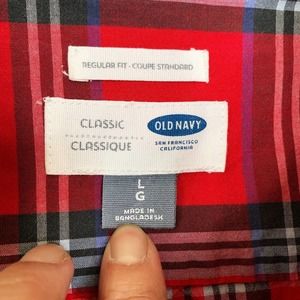 REGULAR FIT - COUPE STANDARD
CLASSIC
CLASSIQUE
OLD NAVY
SAN FRANCISCO
CALIFORNIA
L
G
MADE IN
BANGLADESH